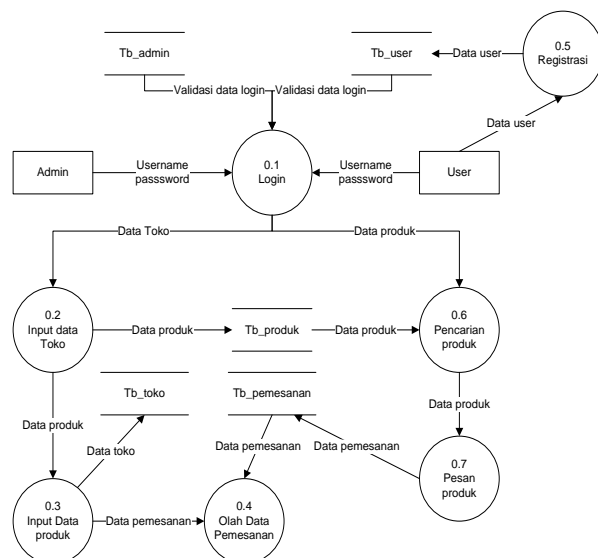 Tb_admin
Tb_user
Data user
0.5
Registrasi
Validasi data login
Validasi data login
Data user
Admin
Username
passsword
0.1
Login
Username
passsword
User
Data Toko
Data produk
0.2
Input data
Toko
Data produk
Tb_produk
Data produk
0.6
Pencarian
produk
Tb_toko
Tb_pemesanan
Data produk
Data produk
Data toko
Data pemesanan
Data pemesanan
0.7
Pesan
produk
0.3
Input Data
produk
Data pemesanan
0.4
Olah Data
Pemesanan